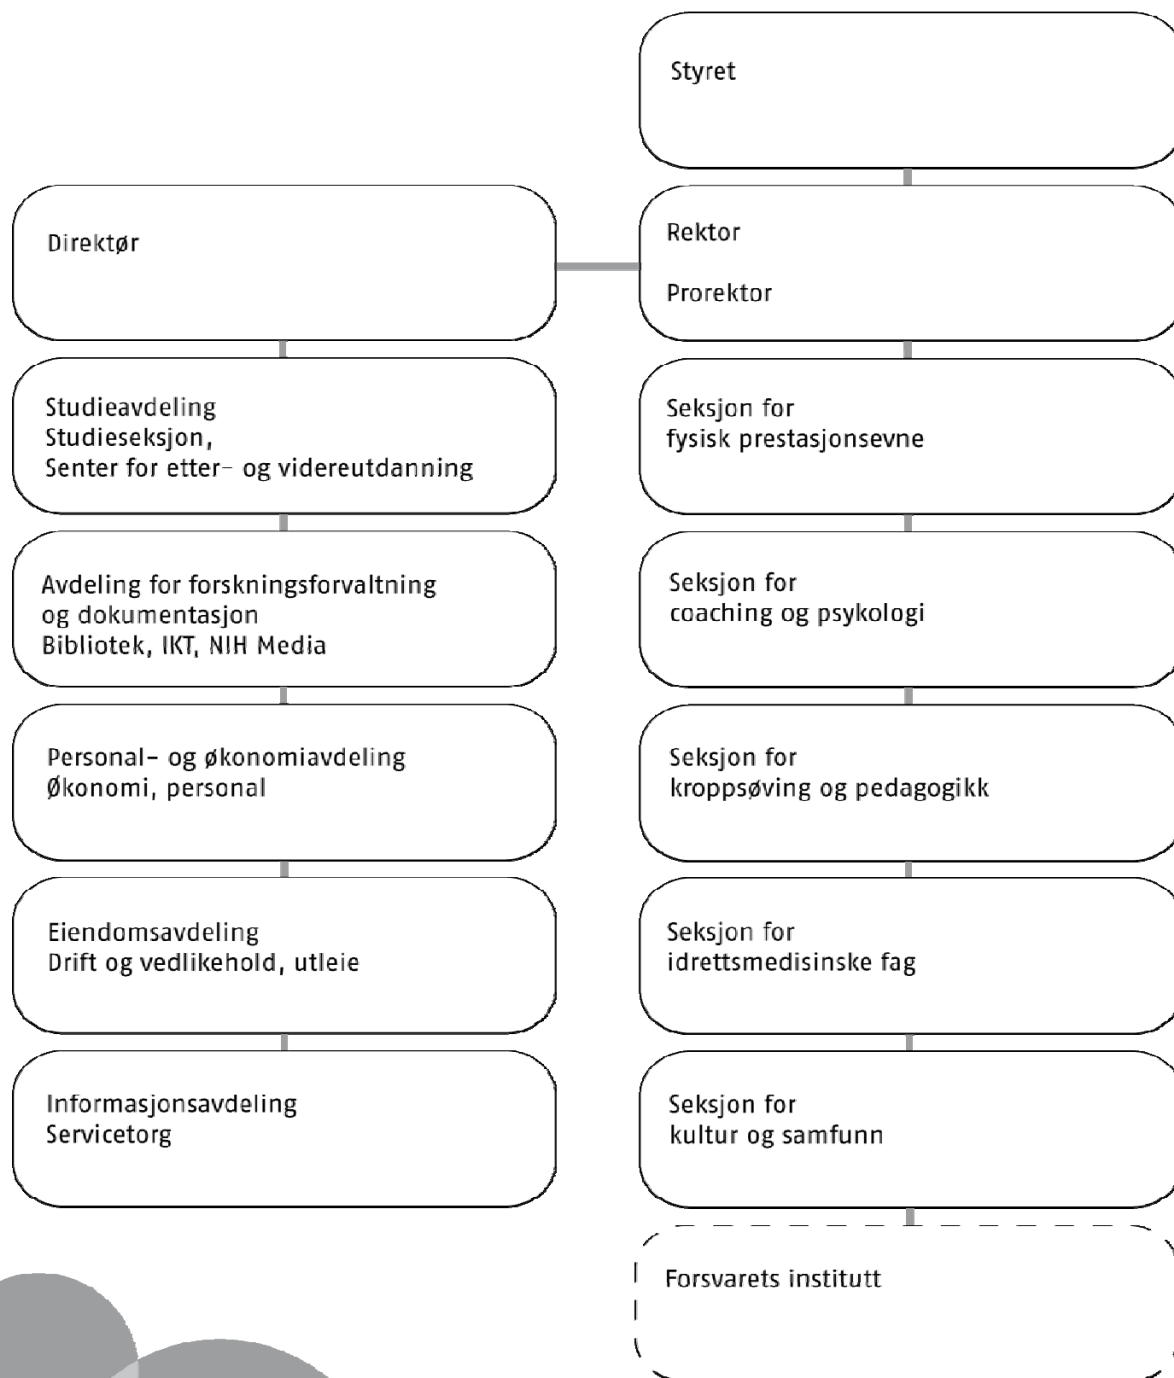 Styret
Direktør
Rektor
Prorektor
Studieavdeling
Studieseksjon,
Senter for etter- og videreutdanning
Seksjon for
fysisk prestasjonsevne
Avdeling for forskningsforvaltning
og dokumentasjon
Bibliotek, IKT, NIH Media
Seksjon for
coaching og psykologi
Personal- og økonomiavdeling
Økonomi, personal
Seksjon for
kroppsøving og pedagogikk
Eiendomsavdeling
Drift og vedlikehold, utleie
Seksjon for
idrettsmedisinske fag
Informasjonsavdeling
Servicetorg
Seksjon for
kultur og samfunn
Forsvarets institutt